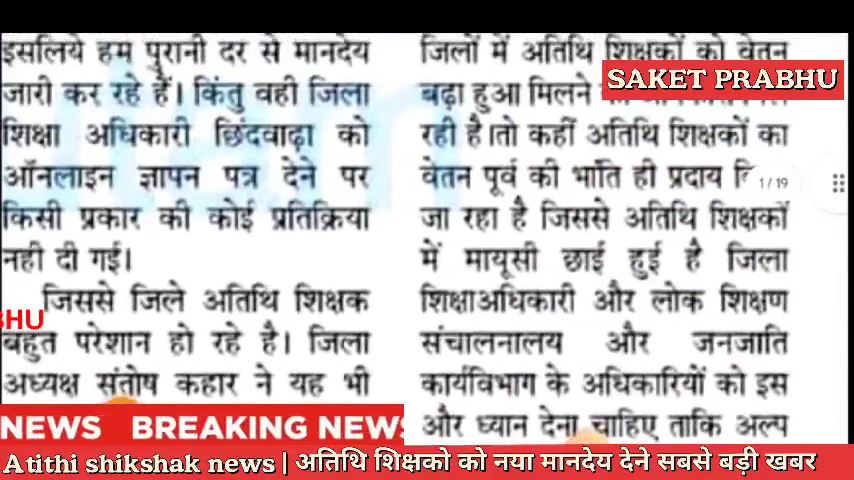 इसलिये हम पुरानी दर से मानदेय
जारी कर रहे हैं। किंतु वही जिला
शिक्षा अधिकारी छिंदवाढ़ा को
ऑनलाइन ज्ञापन पत्र देने पर
किसी प्रकार की कोई प्रतिक्रिया
नही दी गई।
जिससे जिले अतिथि शिक्षक
बहुत परेशान हो रहे है। जिला
अध्यक्ष संतोष कहार ने यह भी
जिलों में अतिथि शिक्षकों को वेतन
बढ़ा हुआ मिलने
रही है।तो कहीं अतिथि शिक्षकों का
वेतन पूर्व की भांति ही प्रदाय
जा रहा है जिससे अतिथि शिक्षकों
में मायूसी छाई हुई है जिला
शिक्षाअधिकारी और लोक शिक्षण
संचालनालय और जनजाति
कार्यविभाग के अधिकारियों को इस
और ध्यान देना चाहिए ताकि अल्प
SAKET PRABHU
1/19
BHU
NEWS BREAKING NEWS
Atithi shikshak news | अतिथि शिक्षको को नया मानदेय देने सबसे बड़ी खबर